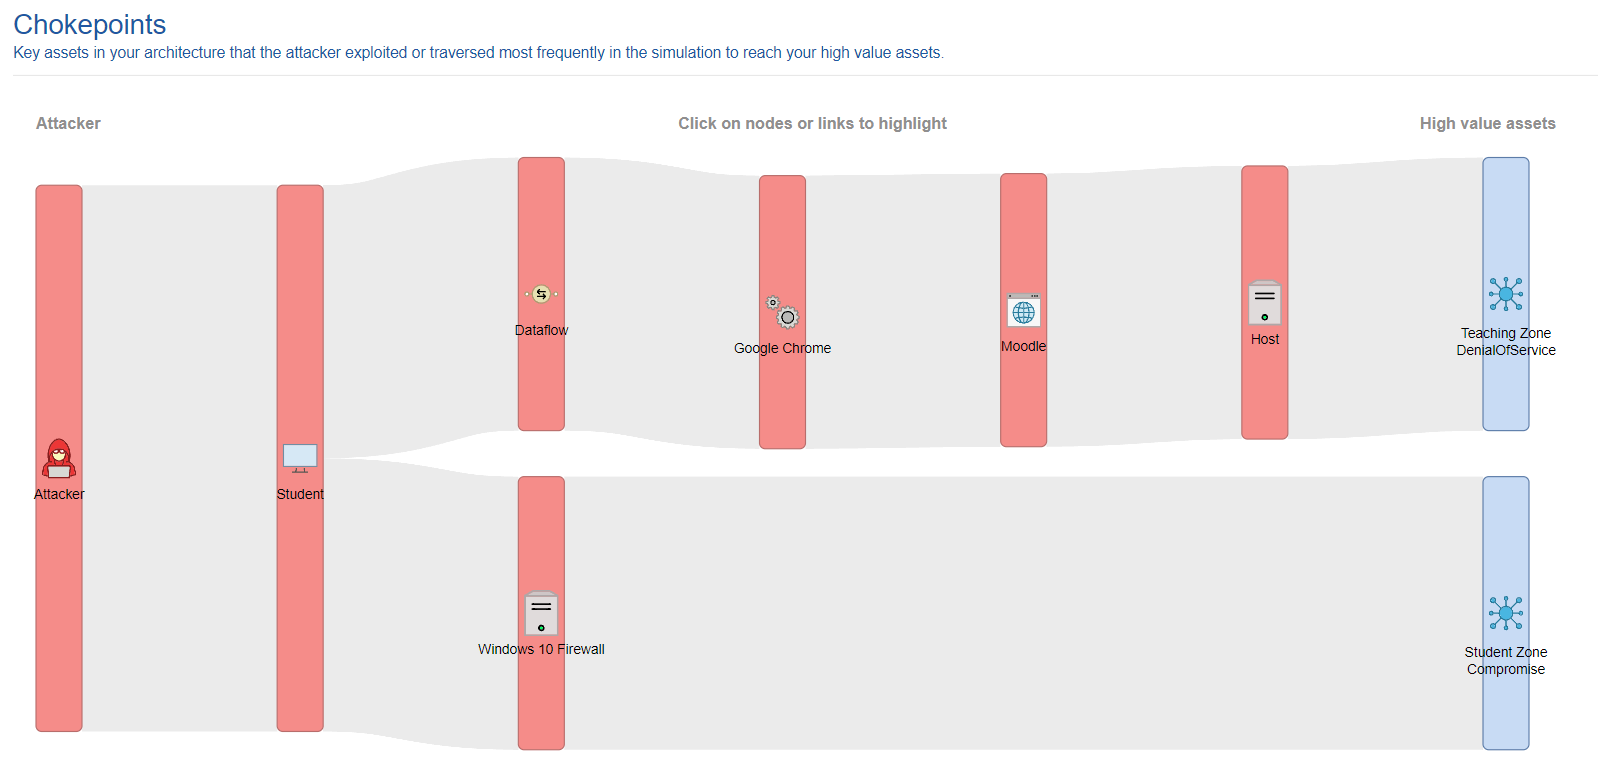 Chokepoints
Key assets in your architecture that the attacker exploited or traversed most frequently in the simulation to reach your high value assets.
Attacker
Click on nodes or links to highlight
High value assets
Attacker
Student
Dataflow
Google Chrome
Moodle
Host
Teaching Zone
DenialOfService
Windows 10 Firewall
Student Zone
Compromise